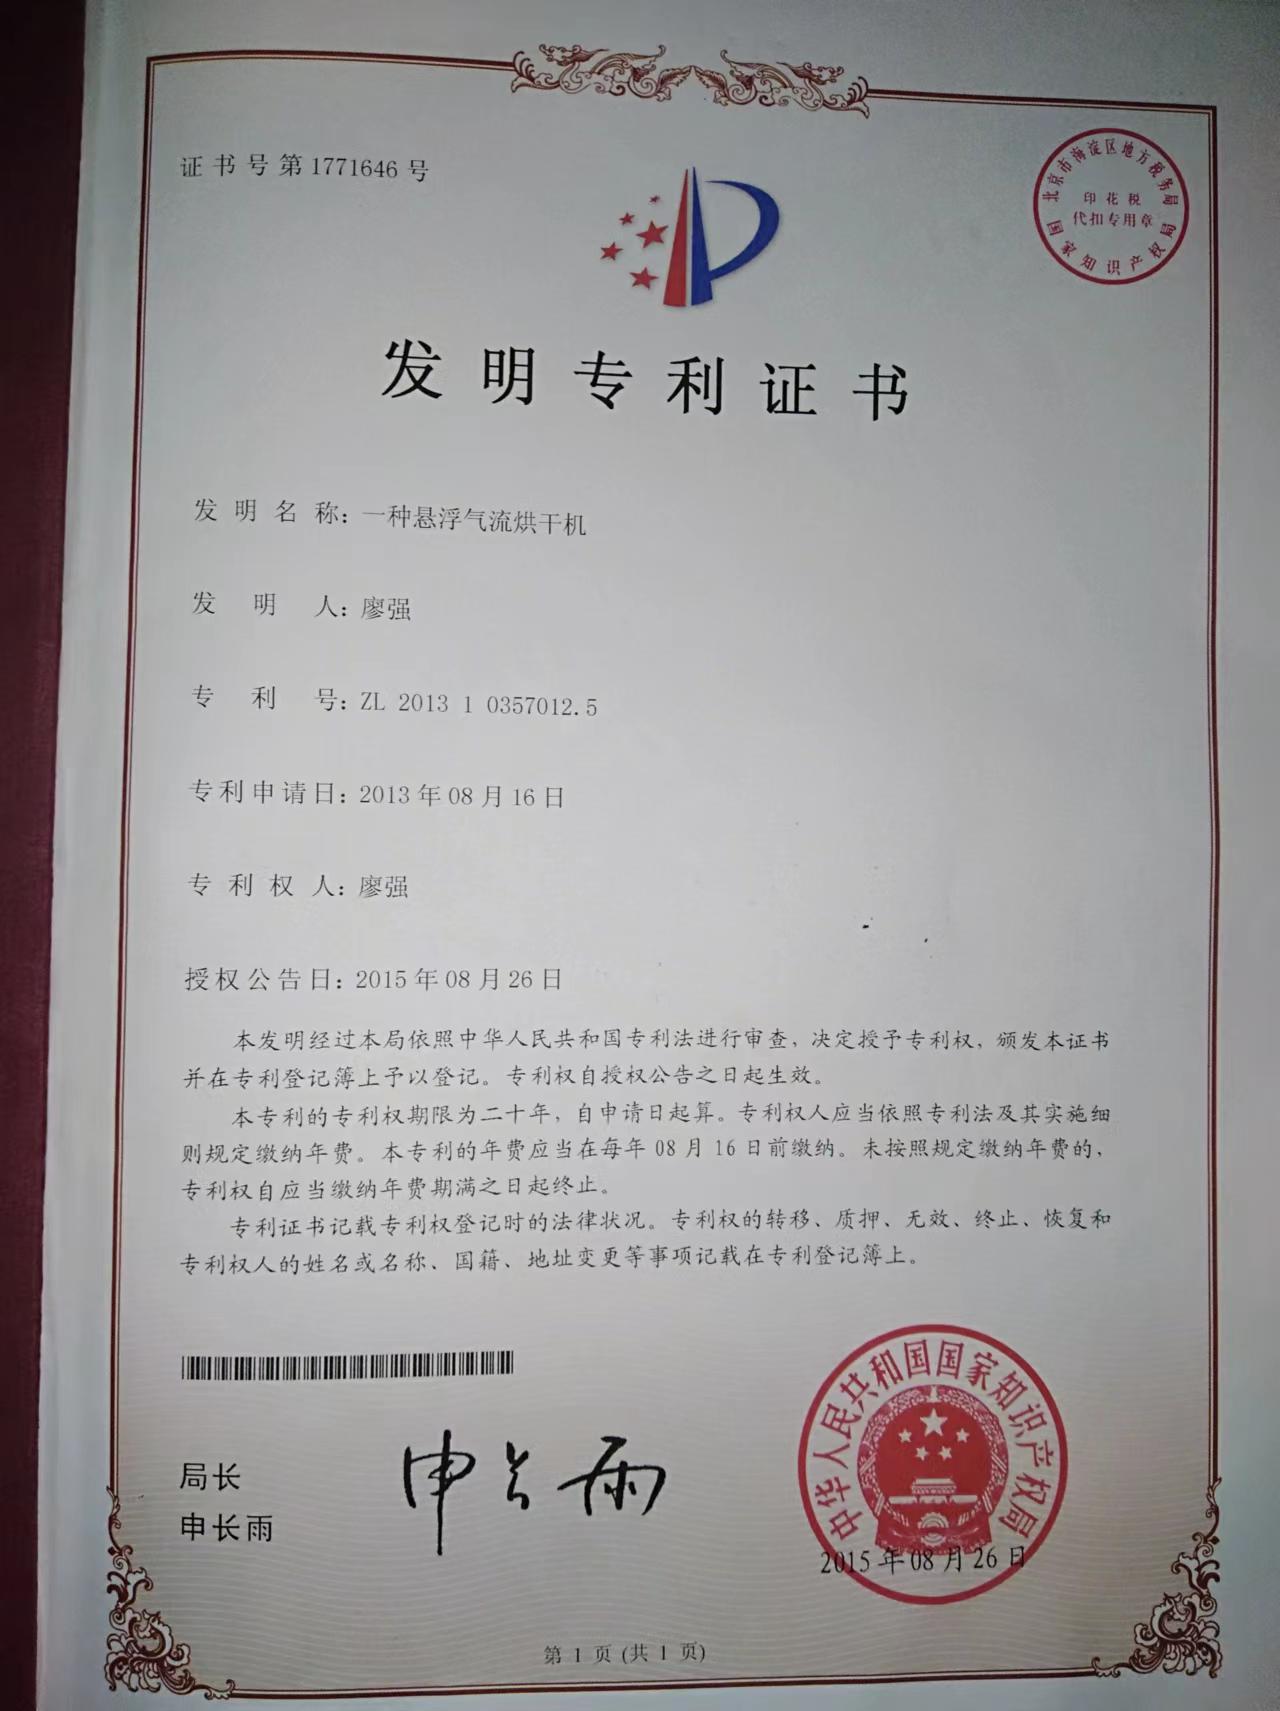 证书号第1771646号
北京市海淀区地方税务局
印花税
代扣专用章
国家知识产权局
发明专利证书
发明名称：一种悬浮气流烘干机
发明人：廖强
专利号：ZL 2013 1 0357012.5
专利申请日：2013年08月16日
专利权人：廖强
授权公告日：2015年08月26日
本发明经过本局依照中华人民共和国专利法进行审查，决定授予专利权，颁发本证书
并在专利登记簿上予以登记。专利权自授权公告之日起生效。
本专利的专利权期限为二十年，自申请日起算。专利权人应当依照专利法及其实施细
则规定缴纳年费。本专利的年费应当在每年08月16日前缴纳。未按照规定缴纳年费的，
专利权自应当缴纳年费期满之日起终止。
专利证书记载专利权登记时的法律状况。专利权的转移、质押、无效、终止、恢复和
专利权人的姓名或名称、国籍、地址变更等事项记载在专利登记簿上。
局长
申长雨
申长雨
中华人民共和国国家知识产权局
2015年08月26日
第1页(共1页)